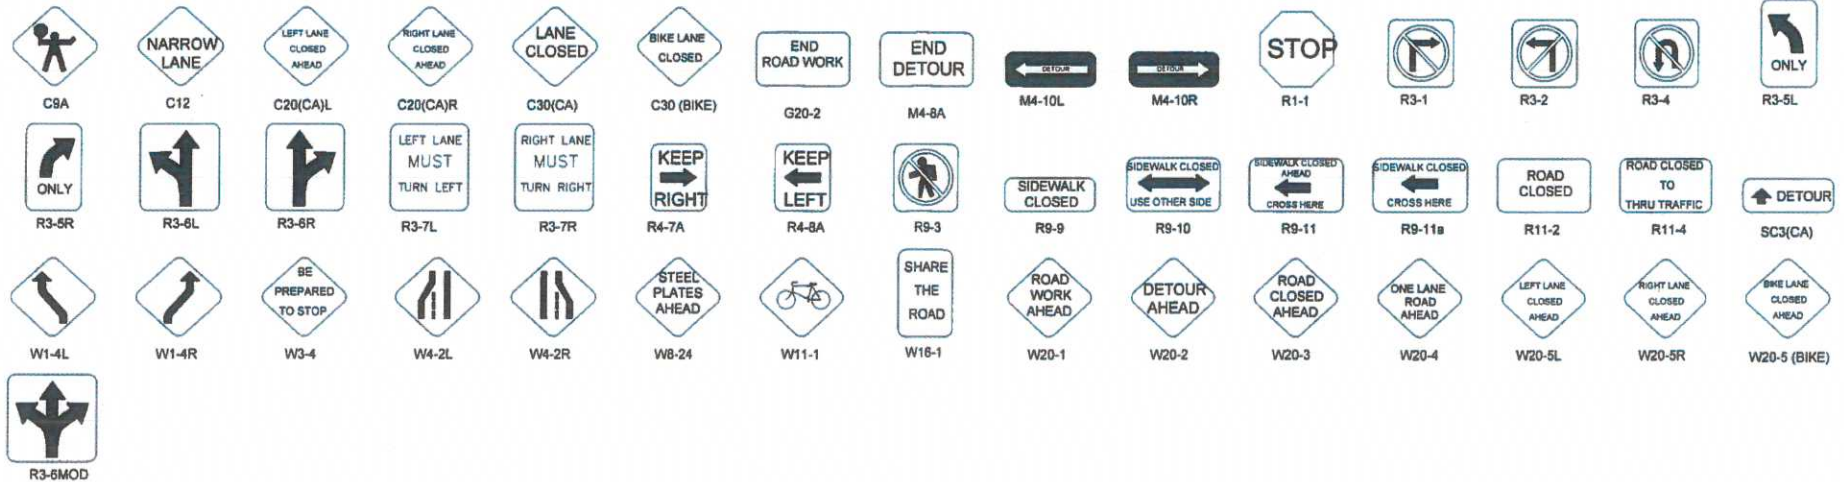 NARROW
LANE
LEFT LANE
CLOSED
AHEAD
RIGHT LANE
CLOSED
AHEAD
LANE
CLOSED
BIKE LANE
CLOSED
END
ROAD WORK
END
DETOUR
DETOUR
DETOUR
STOP
ONLY
C9A
C12
C20(CA)L
C20(CA)R
C30(CA)
C30 (BIKE)
G20-2
M4-8A
M4-10L
M4-10R
R1-1
R3-1
R3-2
R3-4
R3-5L
ONLY
LEFT LANE
MUST
TURN LEFT
RIGHT LANE
MUST
TURN RIGHT
KEEP
RIGHT
KEEP
LEFT
SIDEWALK
CLOSED
SIDEWALK CLOSED
USE OTHER SIDE
SIDEWALK CLOSED
AHEAD
CROSS HERE
SIDEWALK CLOSED
CROSS HERE
ROAD
CLOSED
ROAD CLOSED
TO
THRU TRAFFIC
DETOUR
R3-5R
R3-6L
R3-6R
R3-7L
R3-7R
R4-7A
R4-8A
R9-3
R9-9
R9-10
R9-11
R9-11a
R11-2
R11-4
SC3(CA)
BE
PREPARED
TO STOP
STEEL
PLATES
AHEAD
SHARE
THE
ROAD
ROAD
WORK
AHEAD
DETOUR
AHEAD
ROAD
CLOSED
AHEAD
ONE LANE
ROAD
AHEAD
LEFT LANE
CLOSED
AHEAD
RIGHT LANE
CLOSED
AHEAD
BIKE LANE
CLOSED
AHEAD
W1-4L
W1-4R
W3-4
W4-2L
W4-2R
W8-24
W11-1
W16-1
W20-1
W20-2
W20-3
W20-4
W20-5L
W20-5R
W20-5 (BIKE)
R3-6MOD